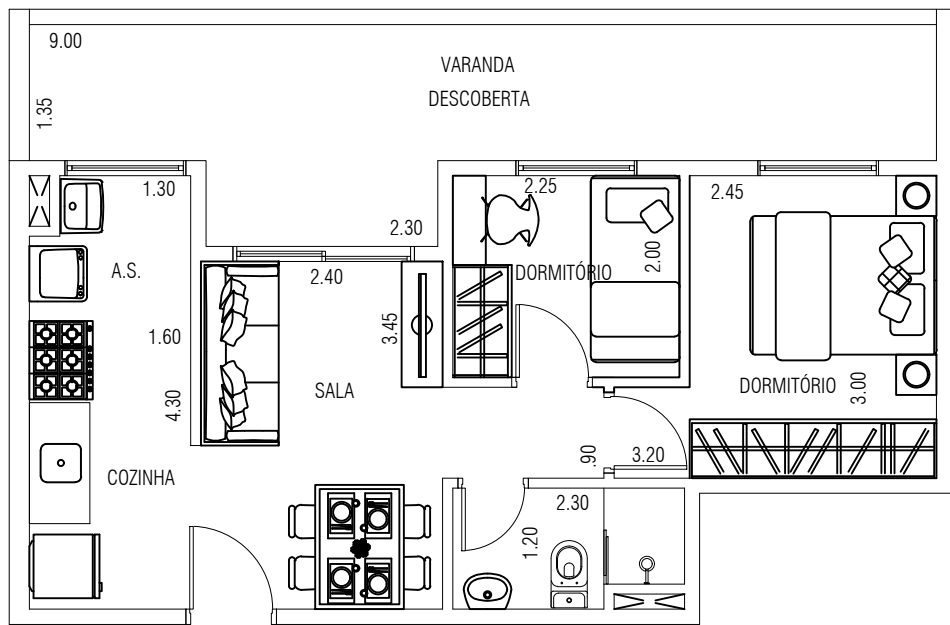 9.00
VARANDA
DESCOBERTA
1.35
1.30
2.25
2.45
2.30
A.S.
2.40
DORMITÓRIO
2.00
1.60
3.45
SALA
DORMITÓRIO
3.00
4.30
COZINHA
.90
3.20
2.30
1.20